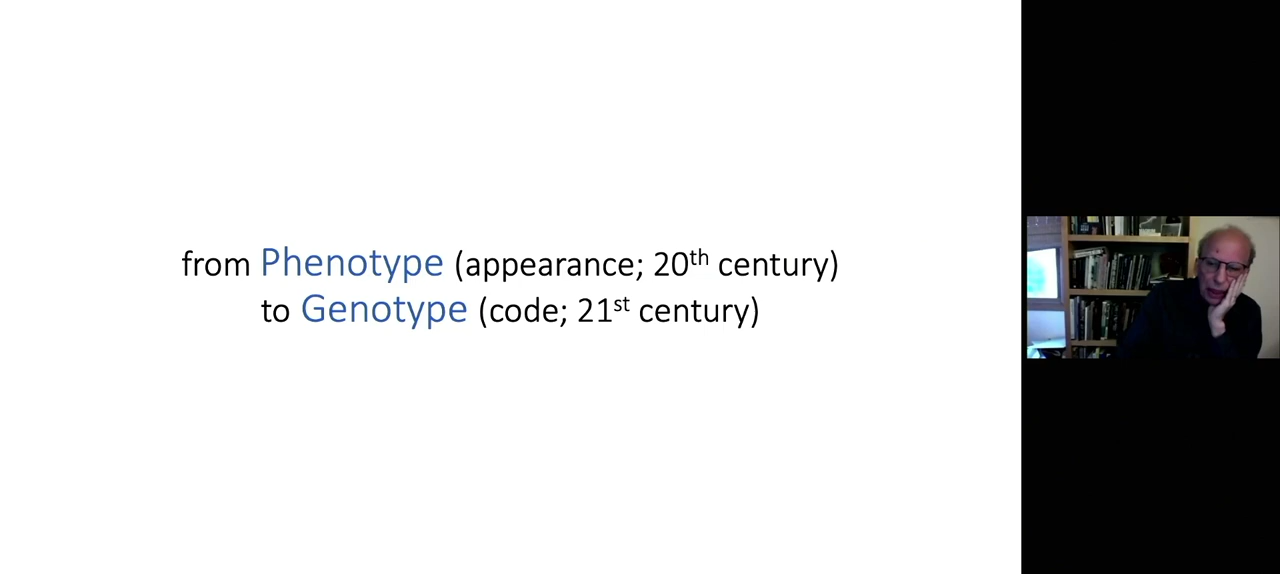 from Phenotype (appearance; 20th century)
to Genotype (code; 21st century)